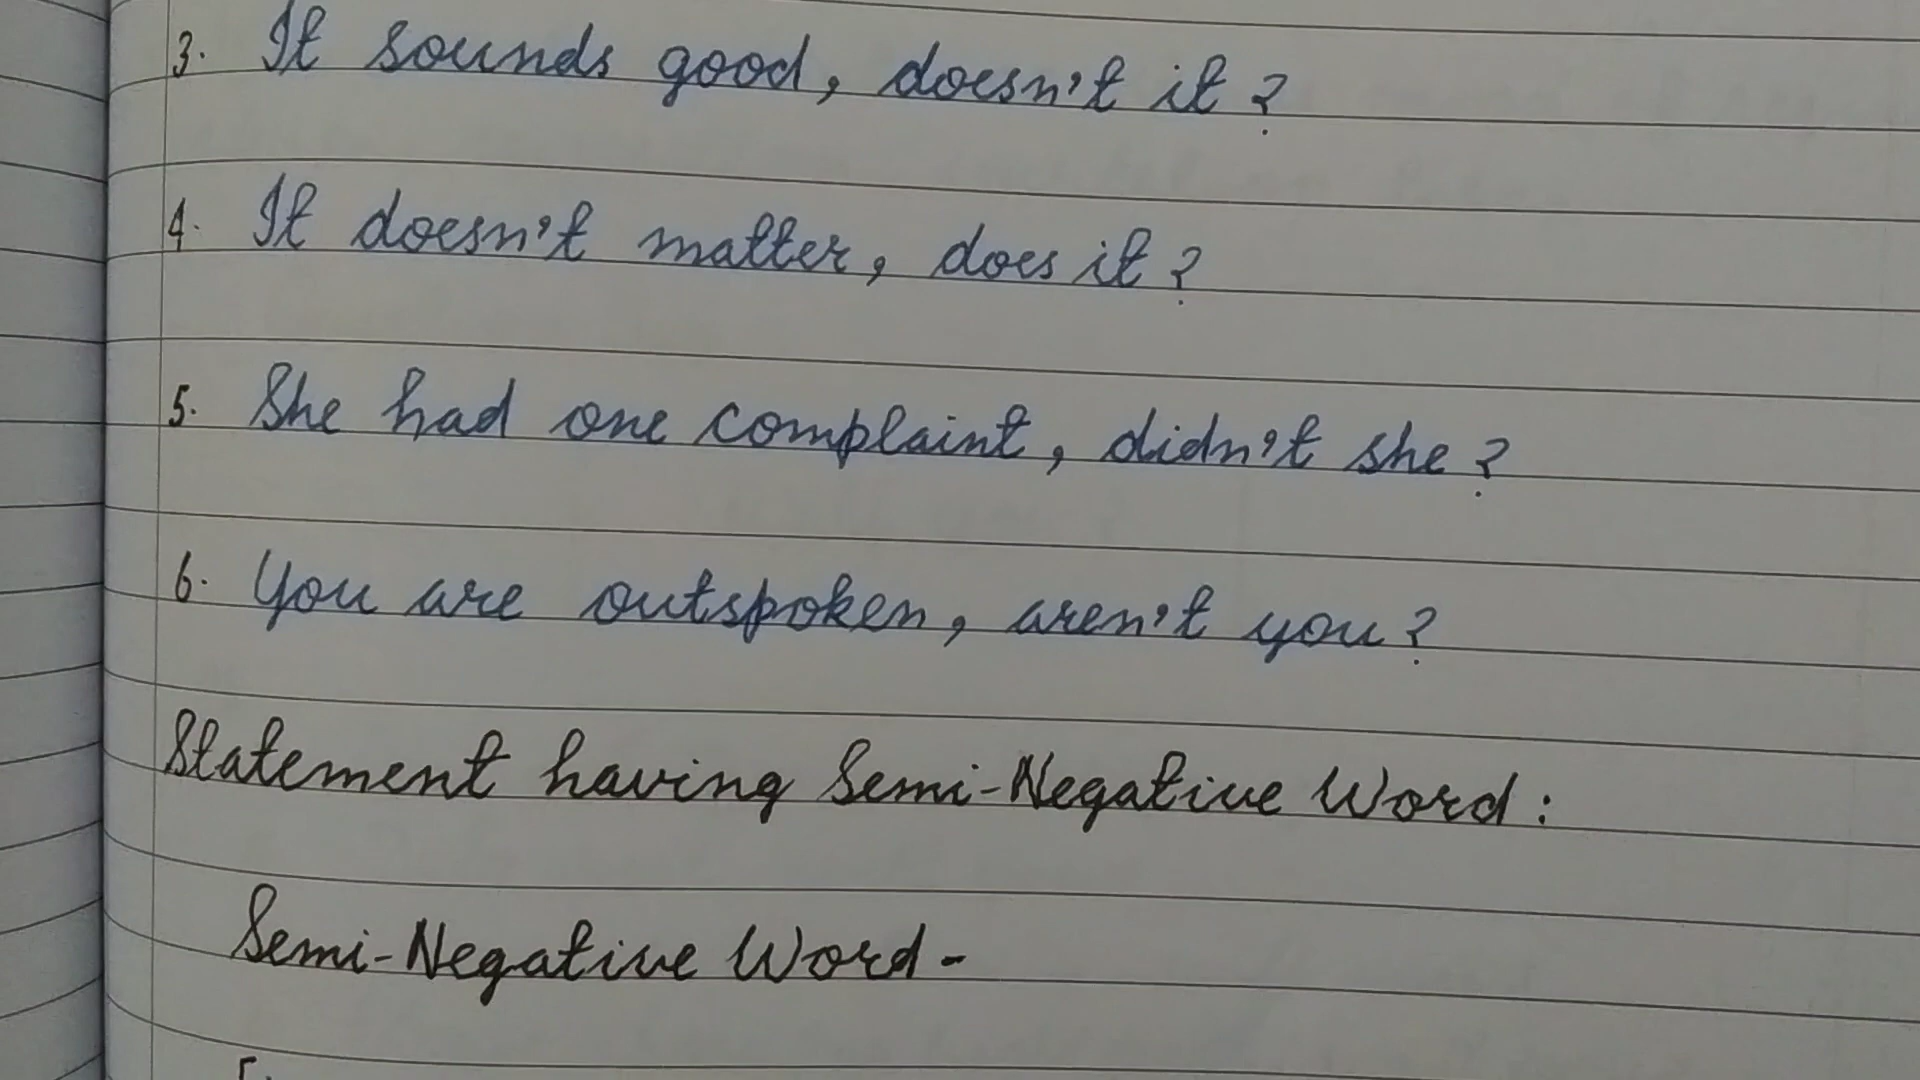 3. It sounds good, doesn't it?
4. It doesn't matter, does it?
5. She had one complaint, didn't she?
6. You are outspoken, aren't you?
Statement having Semi-Negative Word:
Semi-Negative Word -